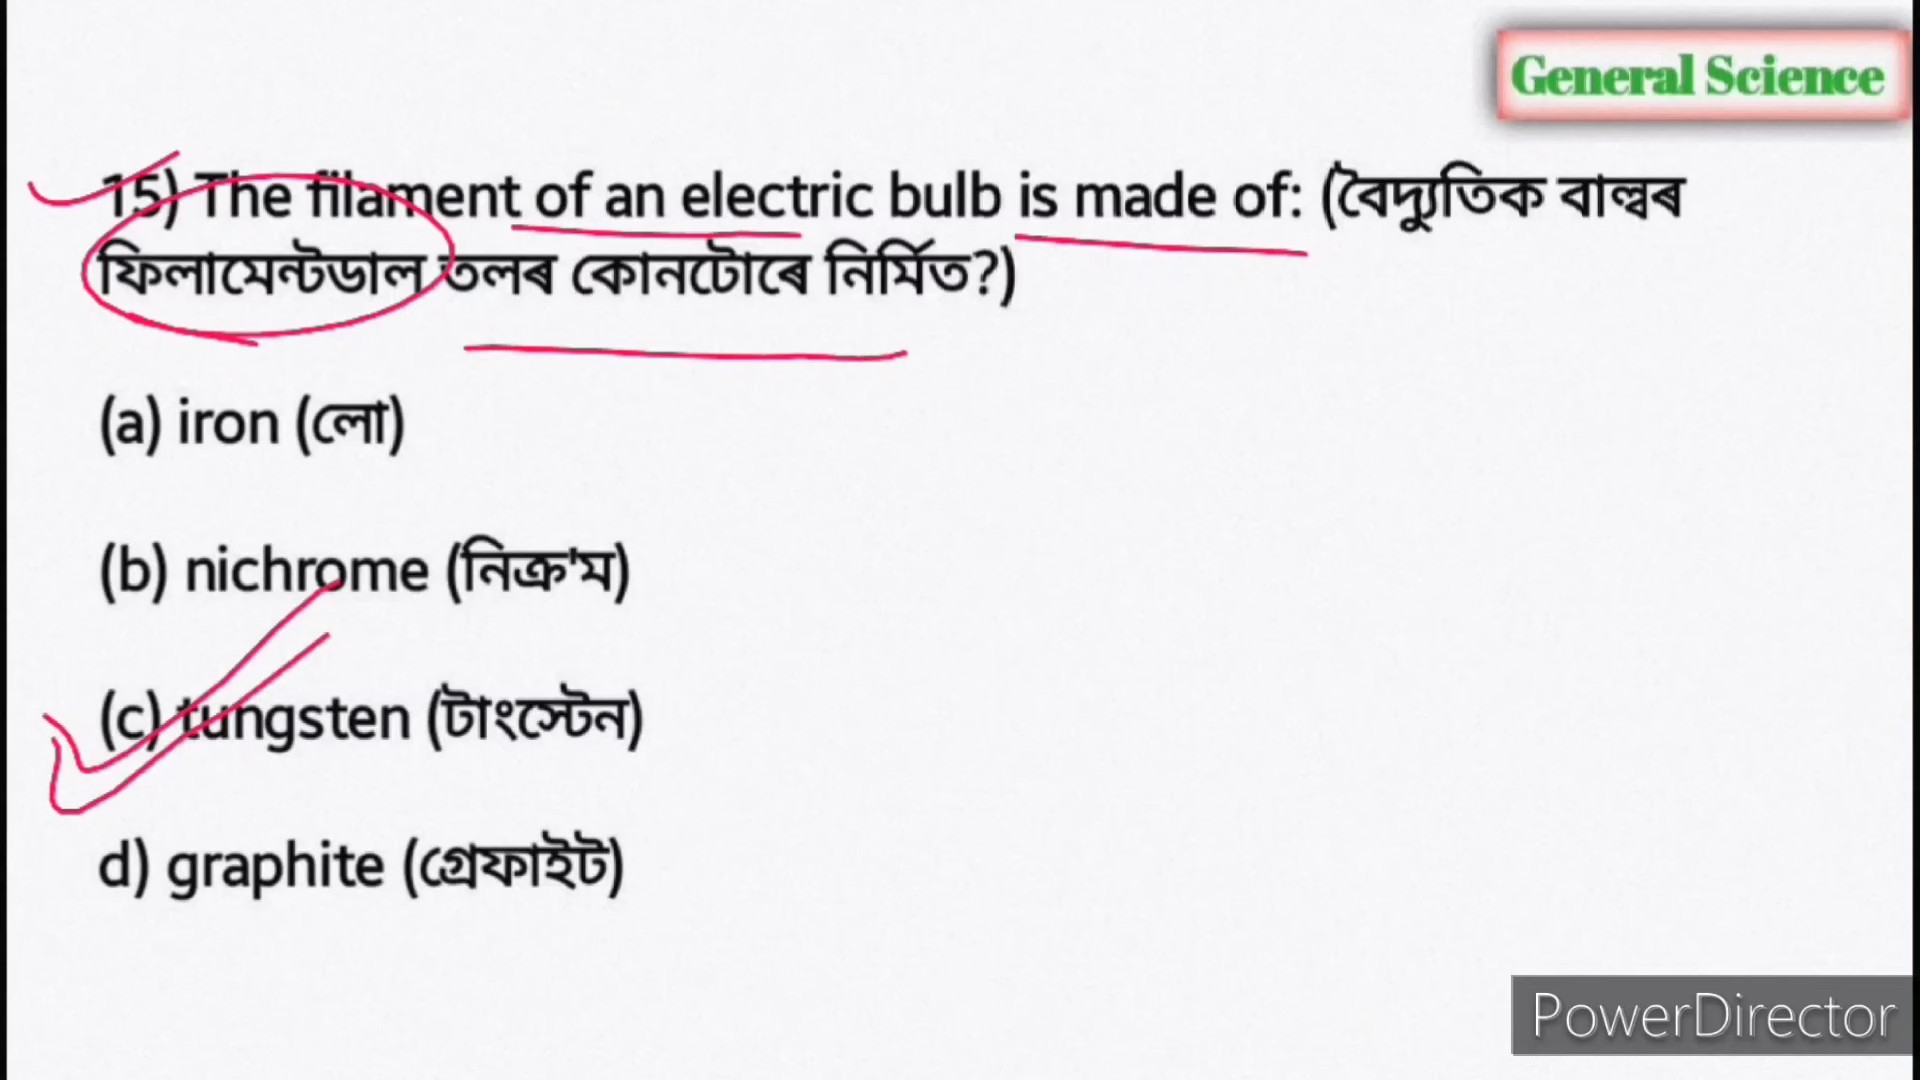 General Science
15) The filament of an electric bulb is made of: (বৈদ্যুতিক বাল্বৰ
ফিলামেন্টডাল তলৰ কোনটোৰে নিৰ্মিত?)
(a) iron (লো)
(b) nichrome (নিক্ৰ'ম)
(c) tungsten (টাংস্টেন)
d) graphite (গ্ৰেফাইট)
PowerDirector